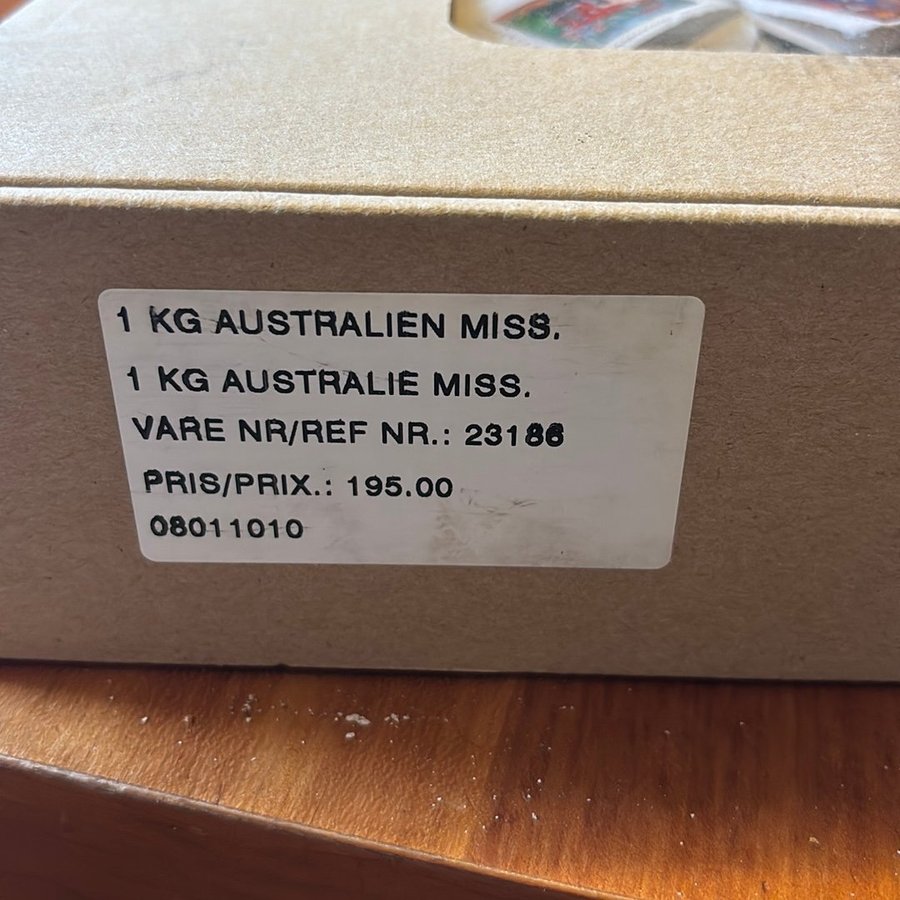 1 KG AUSTRALIEN MISS.
1 KG AUSTRALIE MISS.
VARE NR/REF NR.: 23186
PRIS/PRIX.: 195.00
08011010